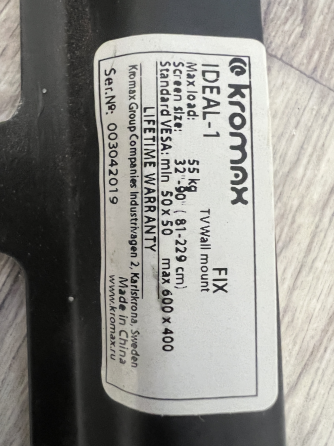 kromax
IDEAL-1 FIX
TV Wall mount
Max load: 55 kg
Screen size: 32"-90" (81-229 cm)
Standard VESA: min 50 x 50 max 600 x 400
LIFETIME WARRANTY
Kromax Group Companies Industrivagen 2, Karlskrona, Sweden
Made in China
Ser.№: 003042019
www.kromax.ru